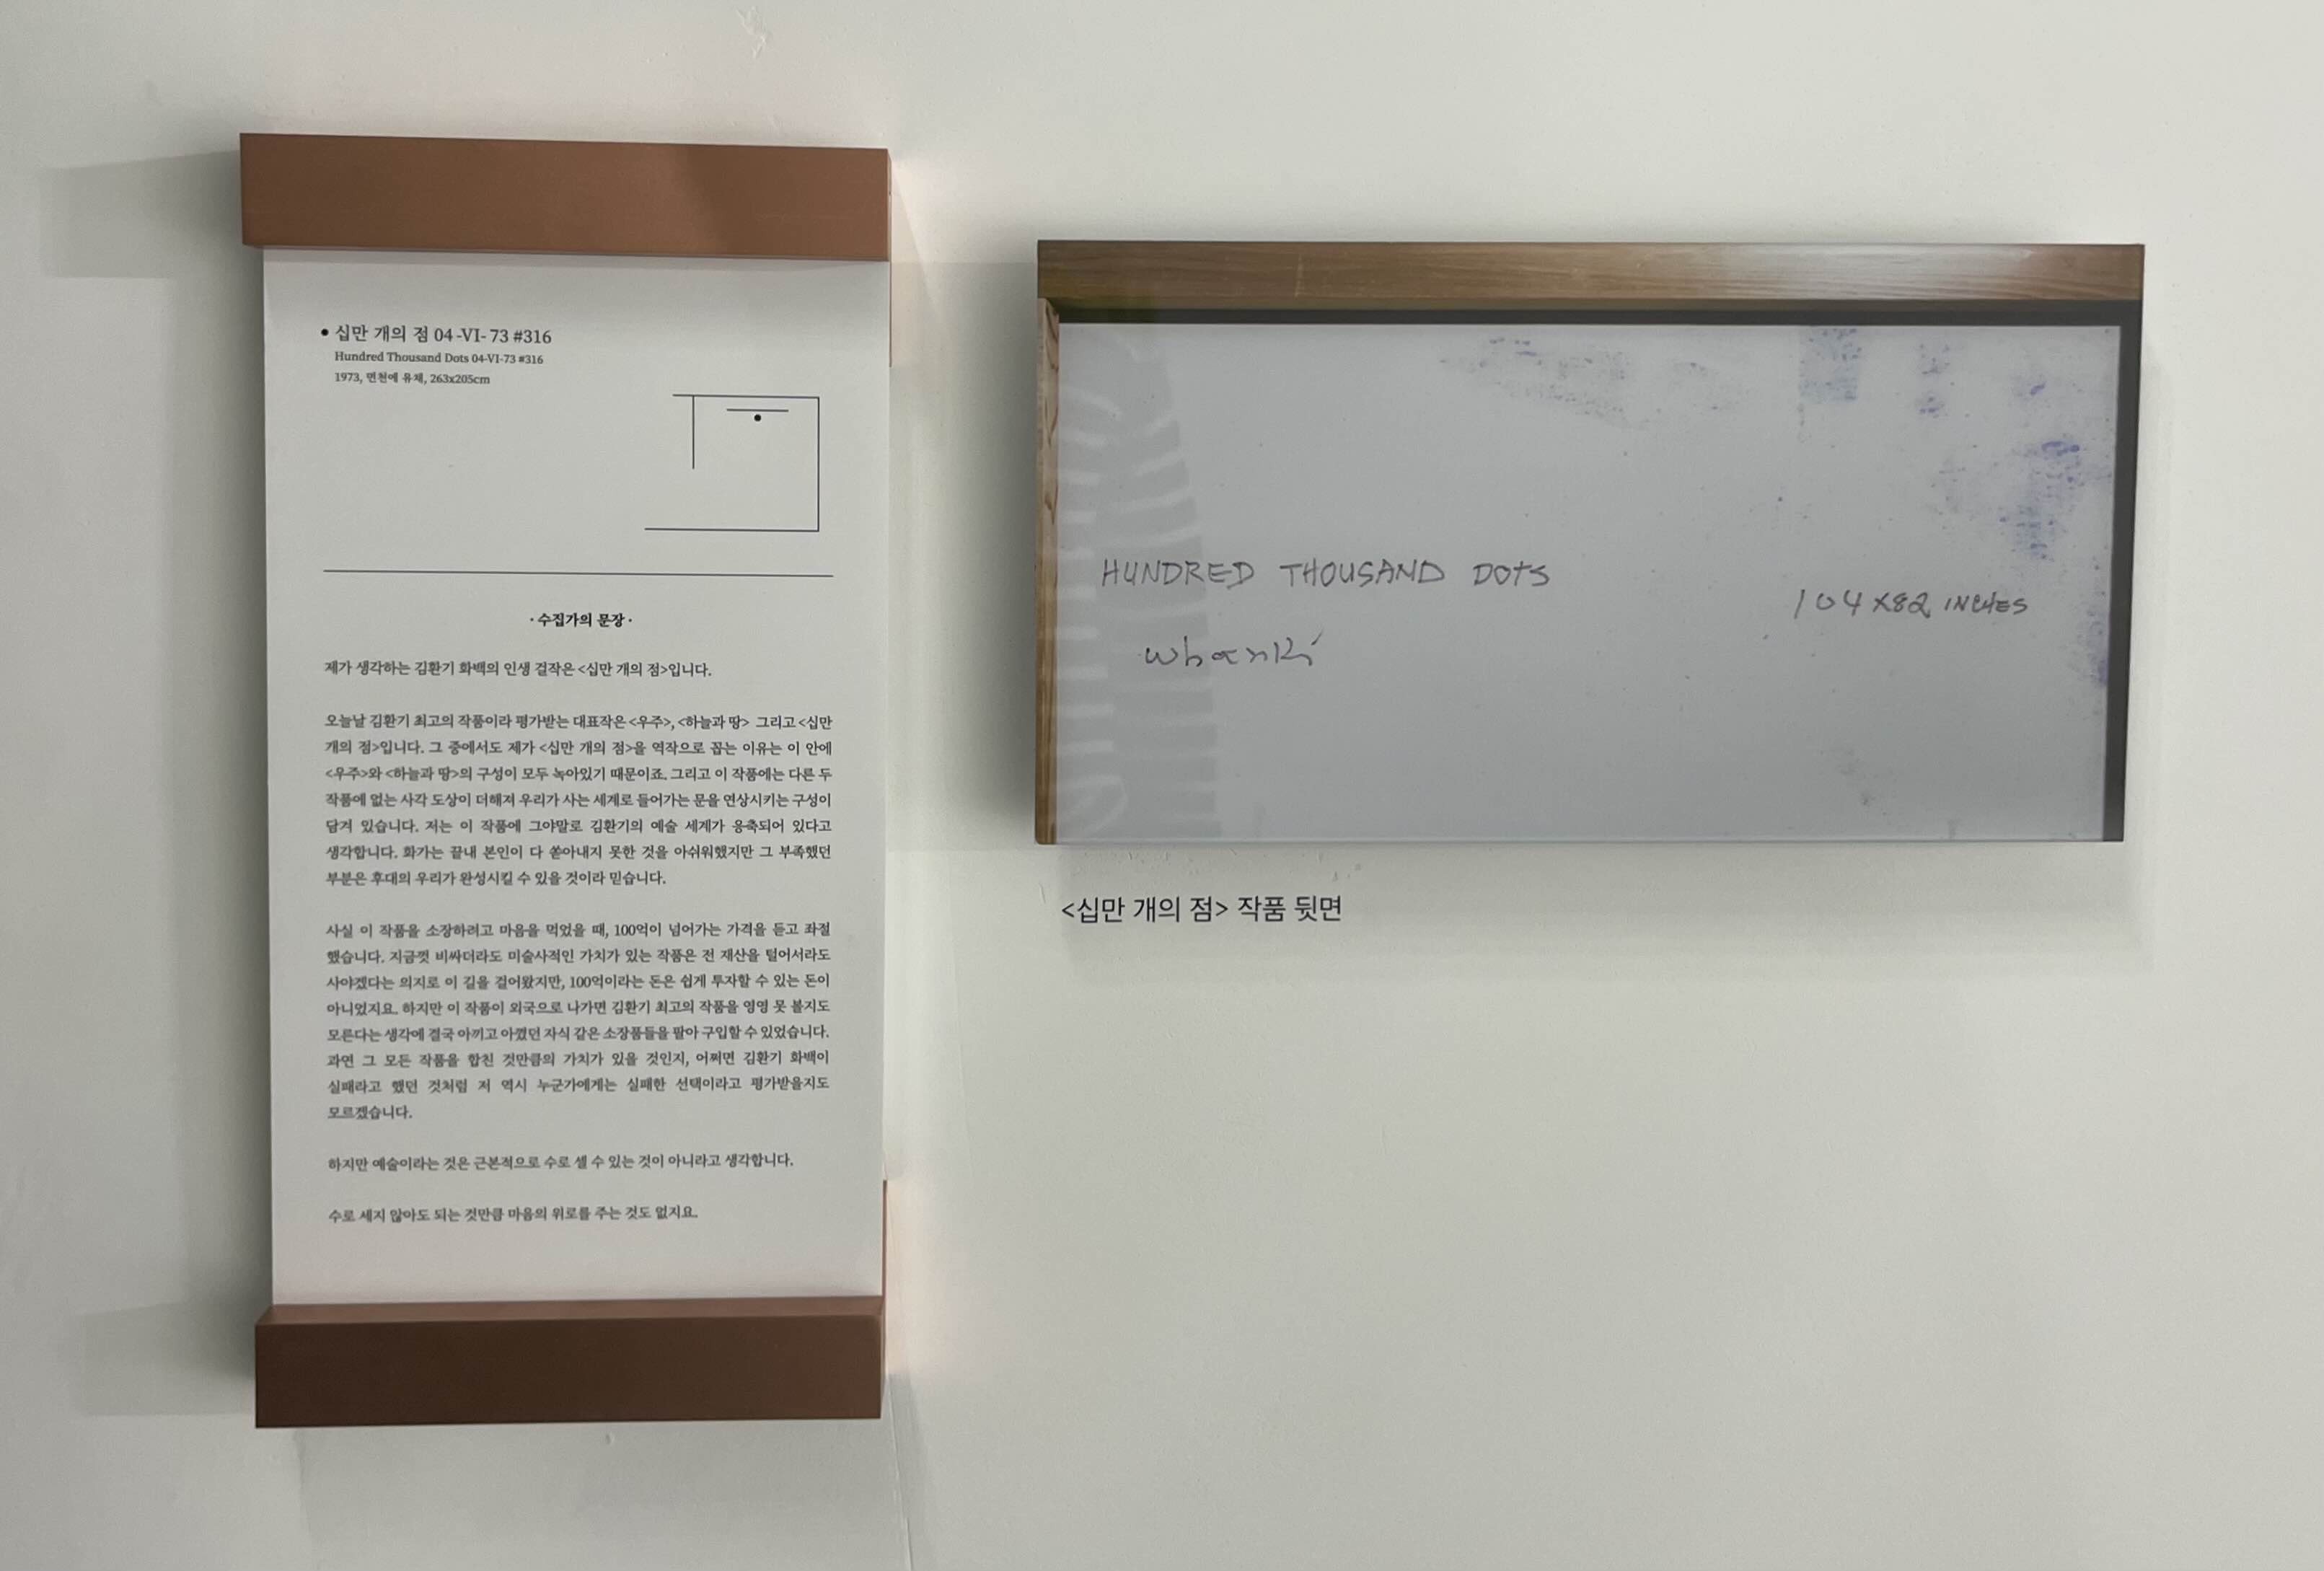 • 십만 개의 점 04-VI-73 #316
Hundred Thousand Dots 04-VI-73 #316
1973, 면천에 유채, 263x205cm
· 수집가의 문장 ·
제가 생각하는 김환기 화백의 인생 걸작은 <십만 개의 점>입니다.
오늘날 김환기 최고의 작품이라 평가받는 대표작은 <우주>, <하늘과 땅> 그리고 <십만
개의 점>입니다. 그 중에서도 제가 <십만 개의 점>을 역작으로 꼽는 이유는 이 안에
<우주>와 <하늘과 땅>의 구성이 모두 녹아있기 때문이죠. 그리고 이 작품에는 다른 두
작품에 없는 사각 도상이 더해져 우리가 사는 세계로 들어가는 문을 연상시키는 구성이
담겨 있습니다. 저는 이 작품에 그야말로 김환기의 예술 세계가 응축되어 있다고
생각합니다. 화가는 끝내 본인이 다 쏟아내지 못한 것을 아쉬워했지만 그 부족했던
부분은 후대의 우리가 완성시킬 수 있을 것이라 믿습니다.
사실 이 작품을 소장하려고 마음을 먹었을 때, 100억이 넘어가는 가격을 듣고 좌절
했습니다. 지금껏 비싸더라도 미술사적인 가치가 있는 작품은 전 재산을 털어서라도
사야겠다는 의지로 이 길을 걸어왔지만, 100억이라는 돈은 쉽게 투자할 수 있는 돈이
아니었지요. 하지만 이 작품이 외국으로 나가면 김환기 최고의 작품을 영영 못 볼지도
모른다는 생각에 결국 아끼고 아꼈던 자식 같은 소장품들을 팔아 구입할 수 있었습니다.
과연 그 모든 작품을 합친 것만큼의 가치가 있을 것인지, 어쩌면 김환기 화백이
실패라고 했던 것처럼 저 역시 누군가에게는 실패한 선택이라고 평가받을지도
모르겠습니다.
하지만 예술이라는 것은 근본적으로 수로 셀 수 있는 것이 아니라고 생각합니다.
수로 세지 않아도 되는 것만큼 마음의 위로를 주는 것도 없지요.
HUNDRED THOUSAND DOTS
104 X 82 INCHES
whanki
<십만 개의 점> 작품 뒷면